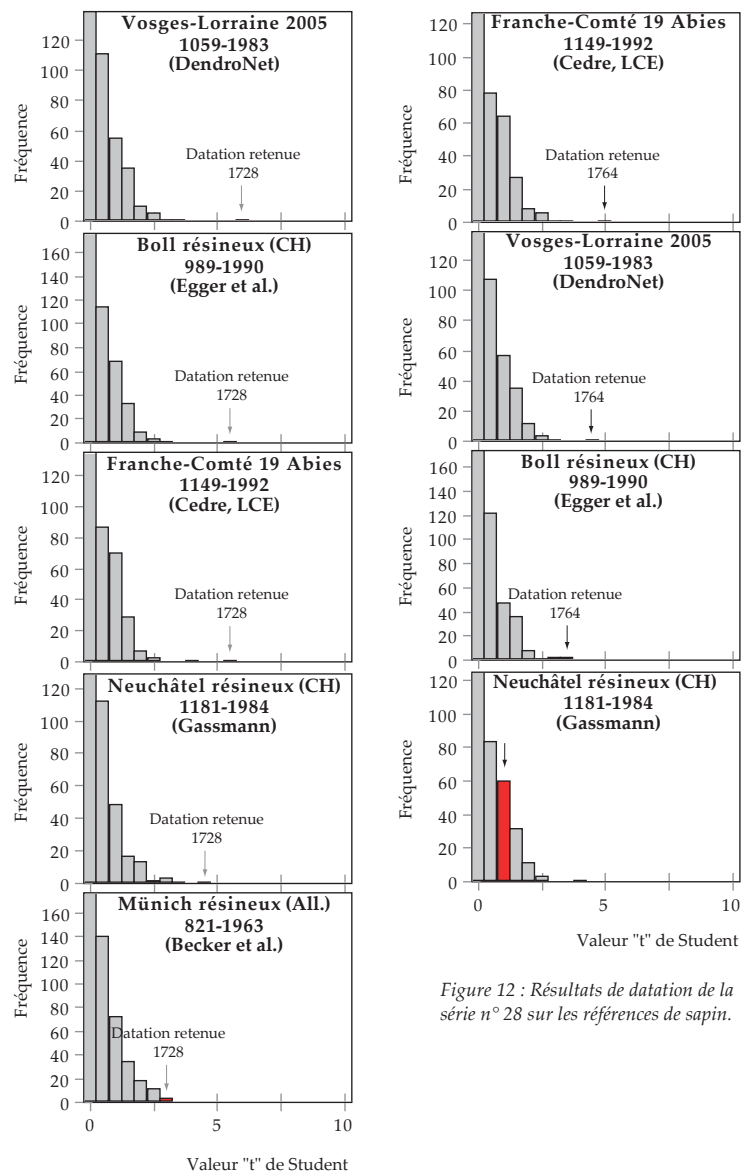 Vosges-Lorraine 2005
1059-1983
(DendroNet)
Fréquence
120
100
80
60
40
20
0
Datation retenue
1728
Boll résineux (CH)
989-1990
(Egger et al.)
Fréquence
160
140
120
100
80
60
40
20
0
Datation retenue
1728
Franche-Comté 19 Abies
1149-1992
(Cedre, LCE)
Fréquence
120
100
80
60
40
20
0
Datation retenue
1728
Neuchâtel résineux (CH)
1181-1984
(Gassmann)
Fréquence
120
100
80
60
40
20
0
Datation retenue
1728
Münich résineux (All.)
821-1963
(Becker et al.)
Fréquence
160
140
120
100
80
60
40
20
0
Datation retenue
1728
0 5 10
Valeur "t" de Student
Franche-Comté 19 Abies
1149-1992
(Cedre, LCE)
Fréquence
120
100
80
60
40
20
0
Datation retenue
1764
Vosges-Lorraine 2005
1059-1983
(DendroNet)
Fréquence
120
100
80
60
40
20
0
Datation retenue
1764
Boll résineux (CH)
989-1990
(Egger et al.)
Fréquence
160
140
120
100
80
60
40
20
0
Datation retenue
1764
Neuchâtel résineux (CH)
1181-1984
(Gassmann)
Fréquence
120
100
80
60
40
20
0
0 5 10
Valeur "t" de Student
Figure 12 : Résultats de datation de la
série n° 28 sur les références de sapin.